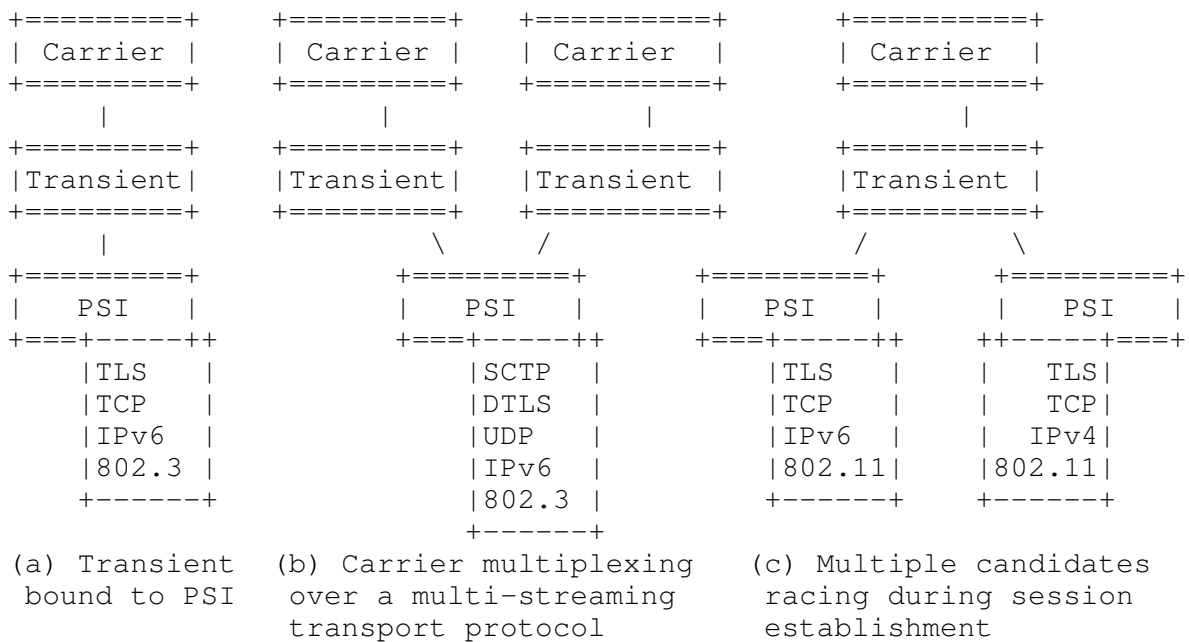 +=========+    +=========+   +==========+      +==========+
| Carrier |    | Carrier |   | Carrier  |      | Carrier  |
+=========+    +=========+   +==========+      +==========+
     |               |              |                |
+=========+    +=========+   +==========+      +==========+
|Transient|    |Transient|   |Transient |      |Transient |
+=========+    +=========+   +==========+      +==========+
     |                  \     /                 /        \
+=========+           +=========+      +=========+      +=========+
|   PSI   |           |   PSI   |      |   PSI   |      |   PSI   |
+===+-----++          +===+-----++     +===+-----++    ++-----+===+
    |TLS   |              |SCTP  |         |TLS   |    |   TLS|
    |TCP   |              |DTLS  |         |TCP   |    |   TCP|
    |IPv6  |              |UDP   |         |IPv6  |    |  IPv4|
    |802.3 |              |IPv6  |         |802.11|    |802.11|
    +------+              |802.3 |         +------+    +------+
                          +------+
(a) Transient  (b) Carrier multiplexing   (c) Multiple candidates
 bound to PSI   over a multi-streaming     racing during session
                transport protocol         establishment